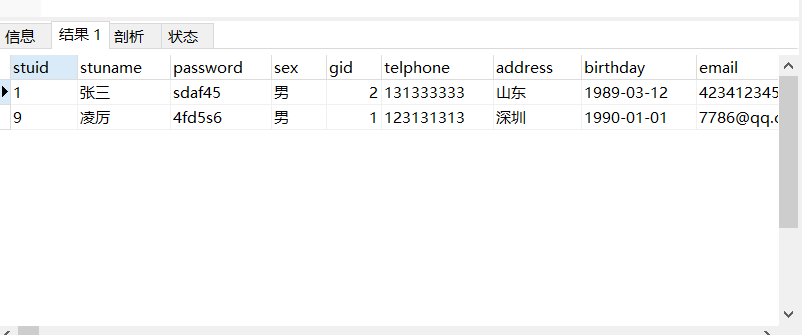 信息 结果 1 剖析 状态
stuid stuname password sex gid telphone address birthday email
1 张三 sdaf45 男 2 131333333 山东 1989-03-12 423412345
9 凌厉 4fd5s6 男 1 123131313 深圳 1990-01-01 7786@qq.c